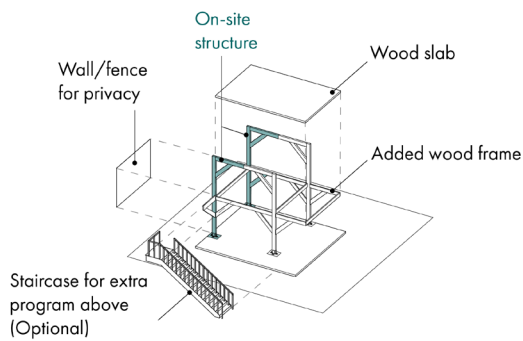 On-site
structure
Wood slab
Wall/fence
for privacy
Added wood frame
Staircase for extra
program above
(Optional)